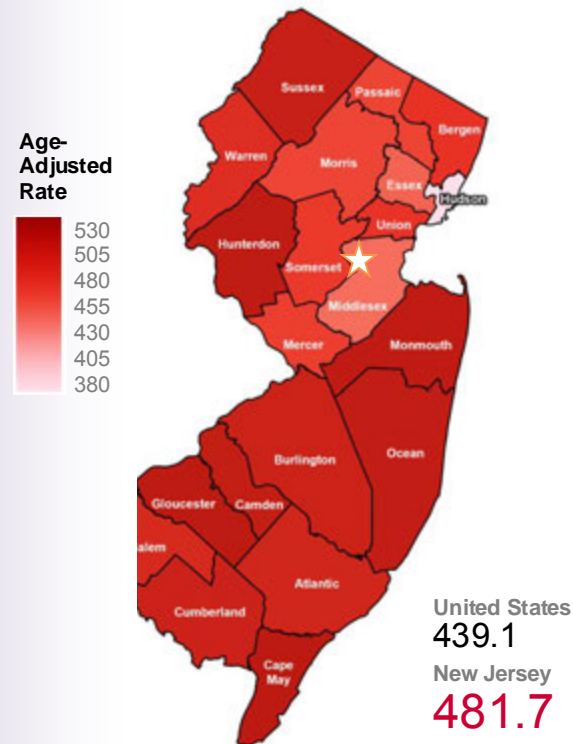 Sussex
Passaic
Bergen
Age-
Adjusted
Rate
Warren
Morris
Essex
Hudson
530
505
480
455
430
405
380
Union
Hunterdon
Somerset
Middlesex
Mercer
Monmouth
Ocean
Burlington
Gloucester
Camden
alem
Atlantic
Cumberland
Cape
May
United States
439.1
New Jersey
481.7